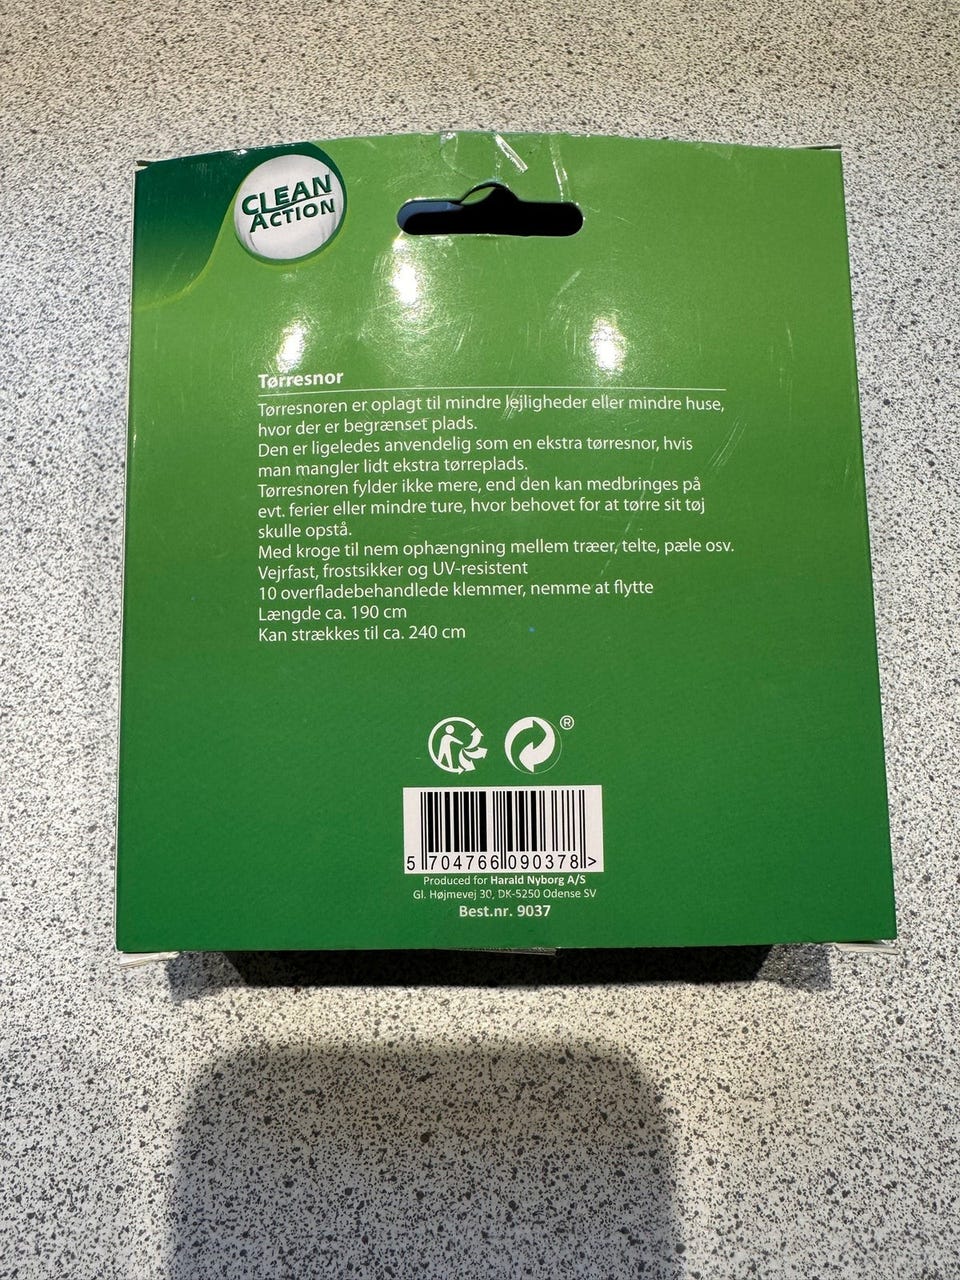 CLEAN
ACTION
Tørresnor
Tørresnoren er oplagt til mindre lejligheder eller mindre huse,
hvor der er begrænset plads.
Den er ligeledes anvendelig som en ekstra tørresnor, hvis
man mangler lidt ekstra tørreplads.
Tørresnoren fylder ikke mere, end den kan medbringes på
evt. ferier eller mindre ture, hvor behovet for at tørre sit tøj
skulle opstå.
Med kroge til nem ophængning mellem træer, telte, pæle osv.
Vejrfast, frostsikker og UV-resistent
10 overfladebehandlede klemmer, nemme at flytte
Længde ca. 190 cm
Kan strækkes til ca. 240 cm
®
5 704766 090378 >
Produced for Harald Nyborg A/S
Gl. Højmevej 30, DK-5250 Odense SV
Best.nr. 9037